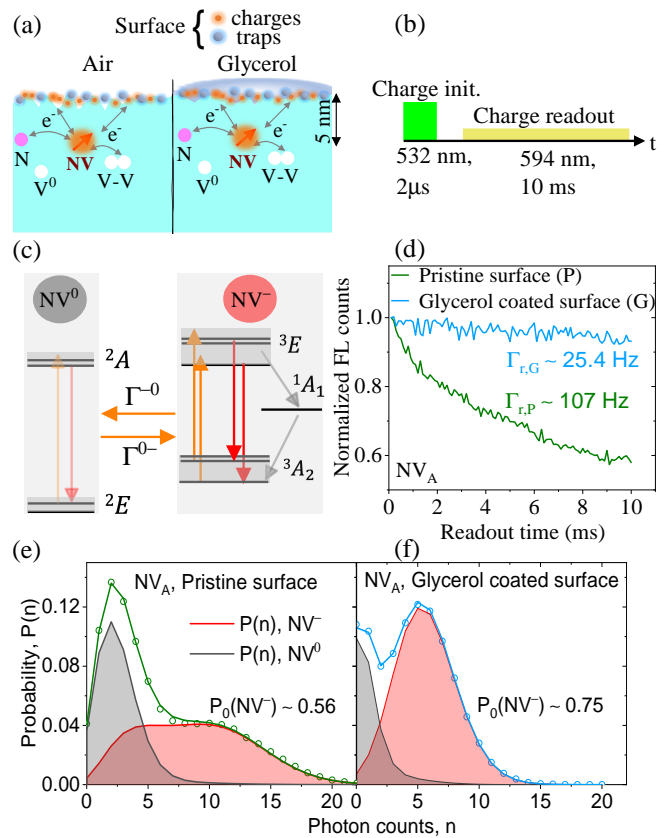 (a)
Surface { charges
traps
Air
Glycerol
e-
e-
e-
e-
N
NV
V⁰
V-V
N
NV
V⁰
V-V
5 nm
(b)
Charge init.
Charge readout
t
532 nm,
594 nm,
2μs
10 ms
(c)
NV⁰
NV⁻
²A
³E
¹A₁
Γ⁻⁰
Γ⁰⁻
³A₂
²E
(d)
Normalized FL counts
1.0
0.8
0.6
Pristine surface (P)
Glycerol coated surface (G)
Γr,G ~ 25.4 Hz
Γr,P ~ 107 Hz
NV_A
0 2 4 6 8 10
Readout time (ms)
(e)
(f)
Probability, P(n)
0.12
0.08
0.04
0.00
NV_A, Pristine surface
P(n), NV⁻
P(n), NV⁰
P₀(NV⁻) ~ 0.56
NV_A, Glycerol coated surface
P₀(NV⁻) ~ 0.75
0 5 10 15 20
0 5 10 15 20
Photon counts, n